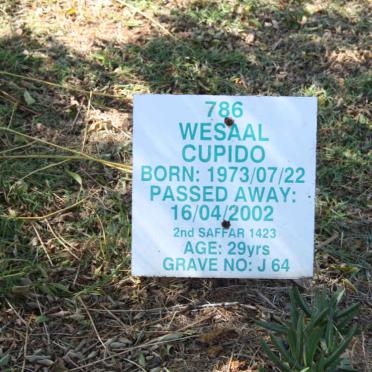 786
WESAAL
CUPIDO
BORN: 1973/07/22
PASSED AWAY:
16/04/2002
2nd SAFFAR 1423
AGE: 29yrs
GRAVE NO: J 64